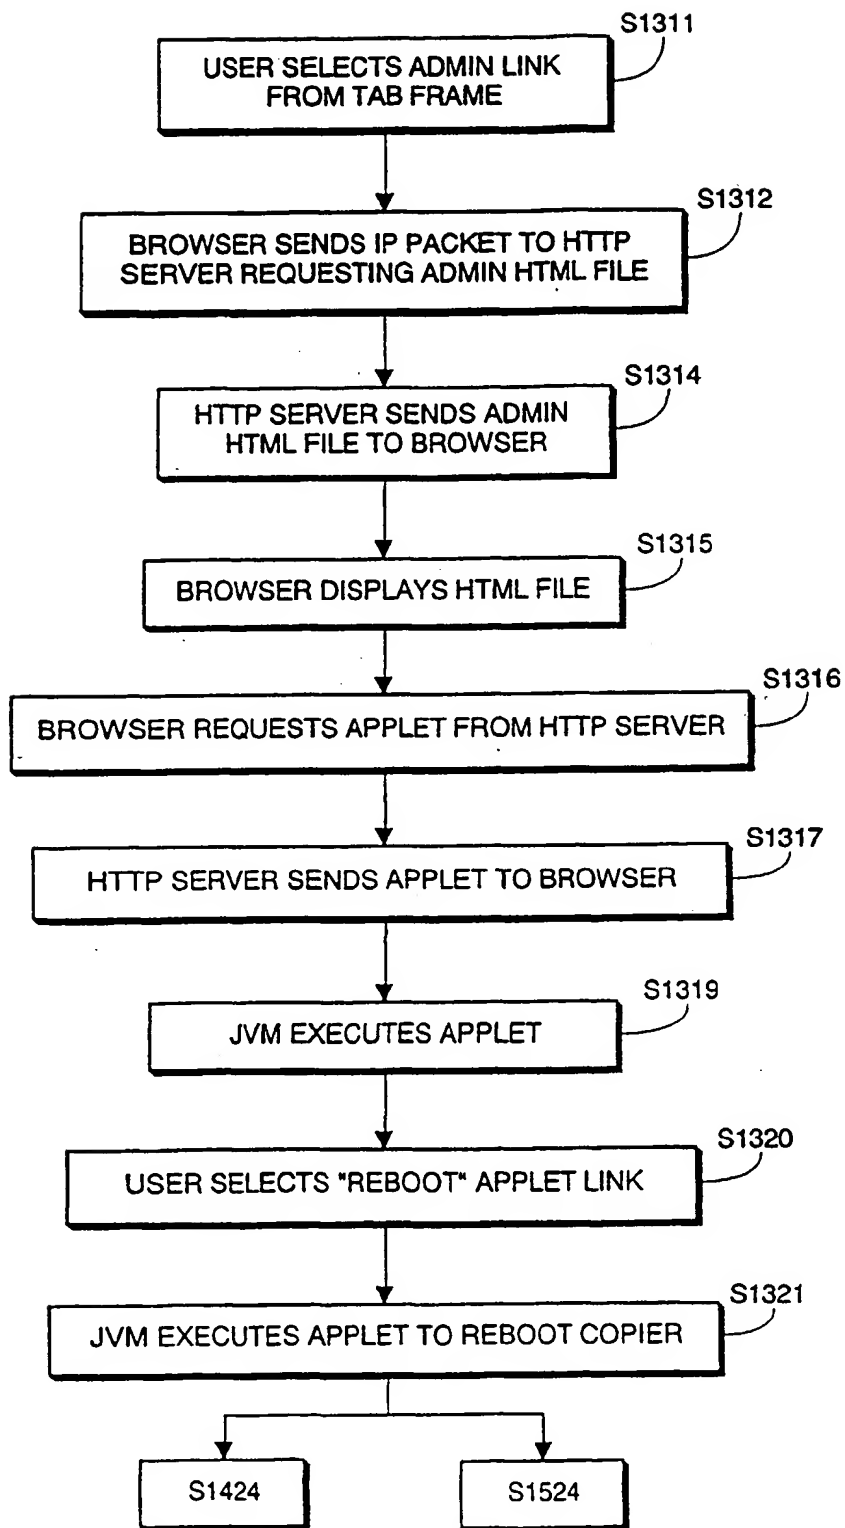 S1311
USER SELECTS ADMIN LINK
FROM TAB FRAME
S1312
BROWSER SENDS IP PACKET TO HTTP
SERVER REQUESTING ADMIN HTML FILE
S1314
HTTP SERVER SENDS ADMIN
HTML FILE TO BROWSER
S1315
BROWSER DISPLAYS HTML FILE
S1316
BROWSER REQUESTS APPLET FROM HTTP SERVER
S1317
HTTP SERVER SENDS APPLET TO BROWSER
S1319
JVM EXECUTES APPLET
S1320
USER SELECTS "REBOOT" APPLET LINK
S1321
JVM EXECUTES APPLET TO REBOOT COPIER
S1424
S1524